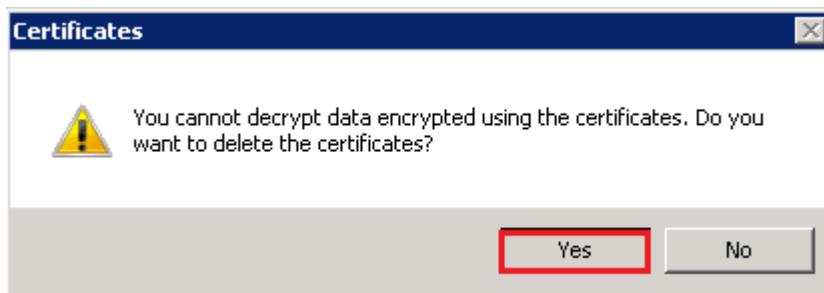 Certificates
You cannot decrypt data encrypted using the certificates. Do you
want to delete the certificates?
Yes
No